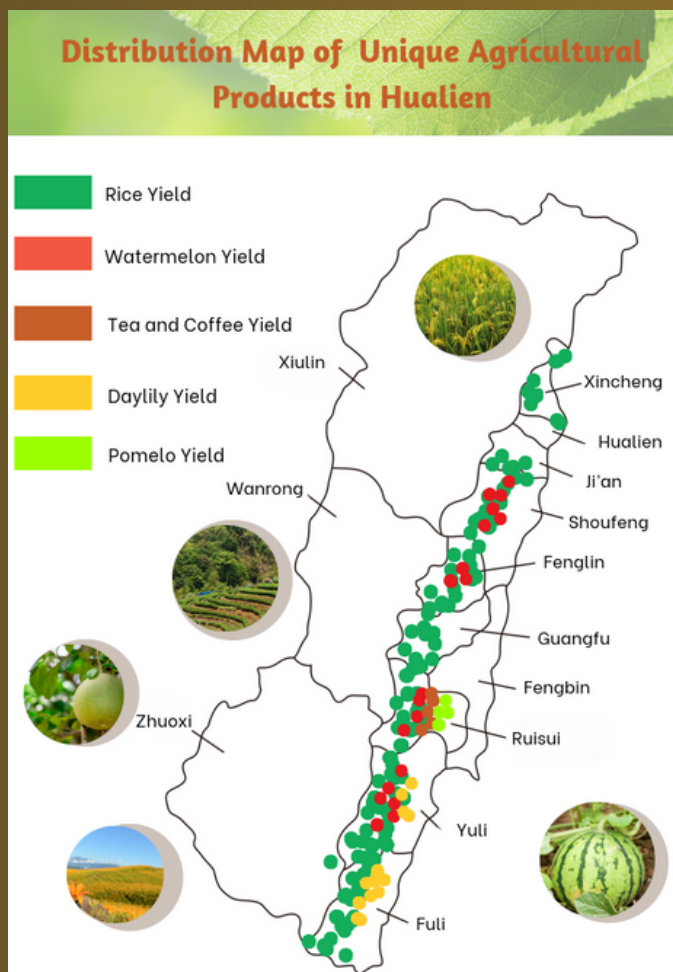 Distribution Map of Unique Agricultural
Products in Hualien
Rice Yield
Watermelon Yield
Tea and Coffee Yield
Daylily Yield
Pomelo Yield
Xiulin
Xincheng
Hualien
Ji'an
Wanrong
Shoufeng
Fenglin
Guangfu
Fengbin
Zhuoxi
Ruisui
Yuli
Fuli